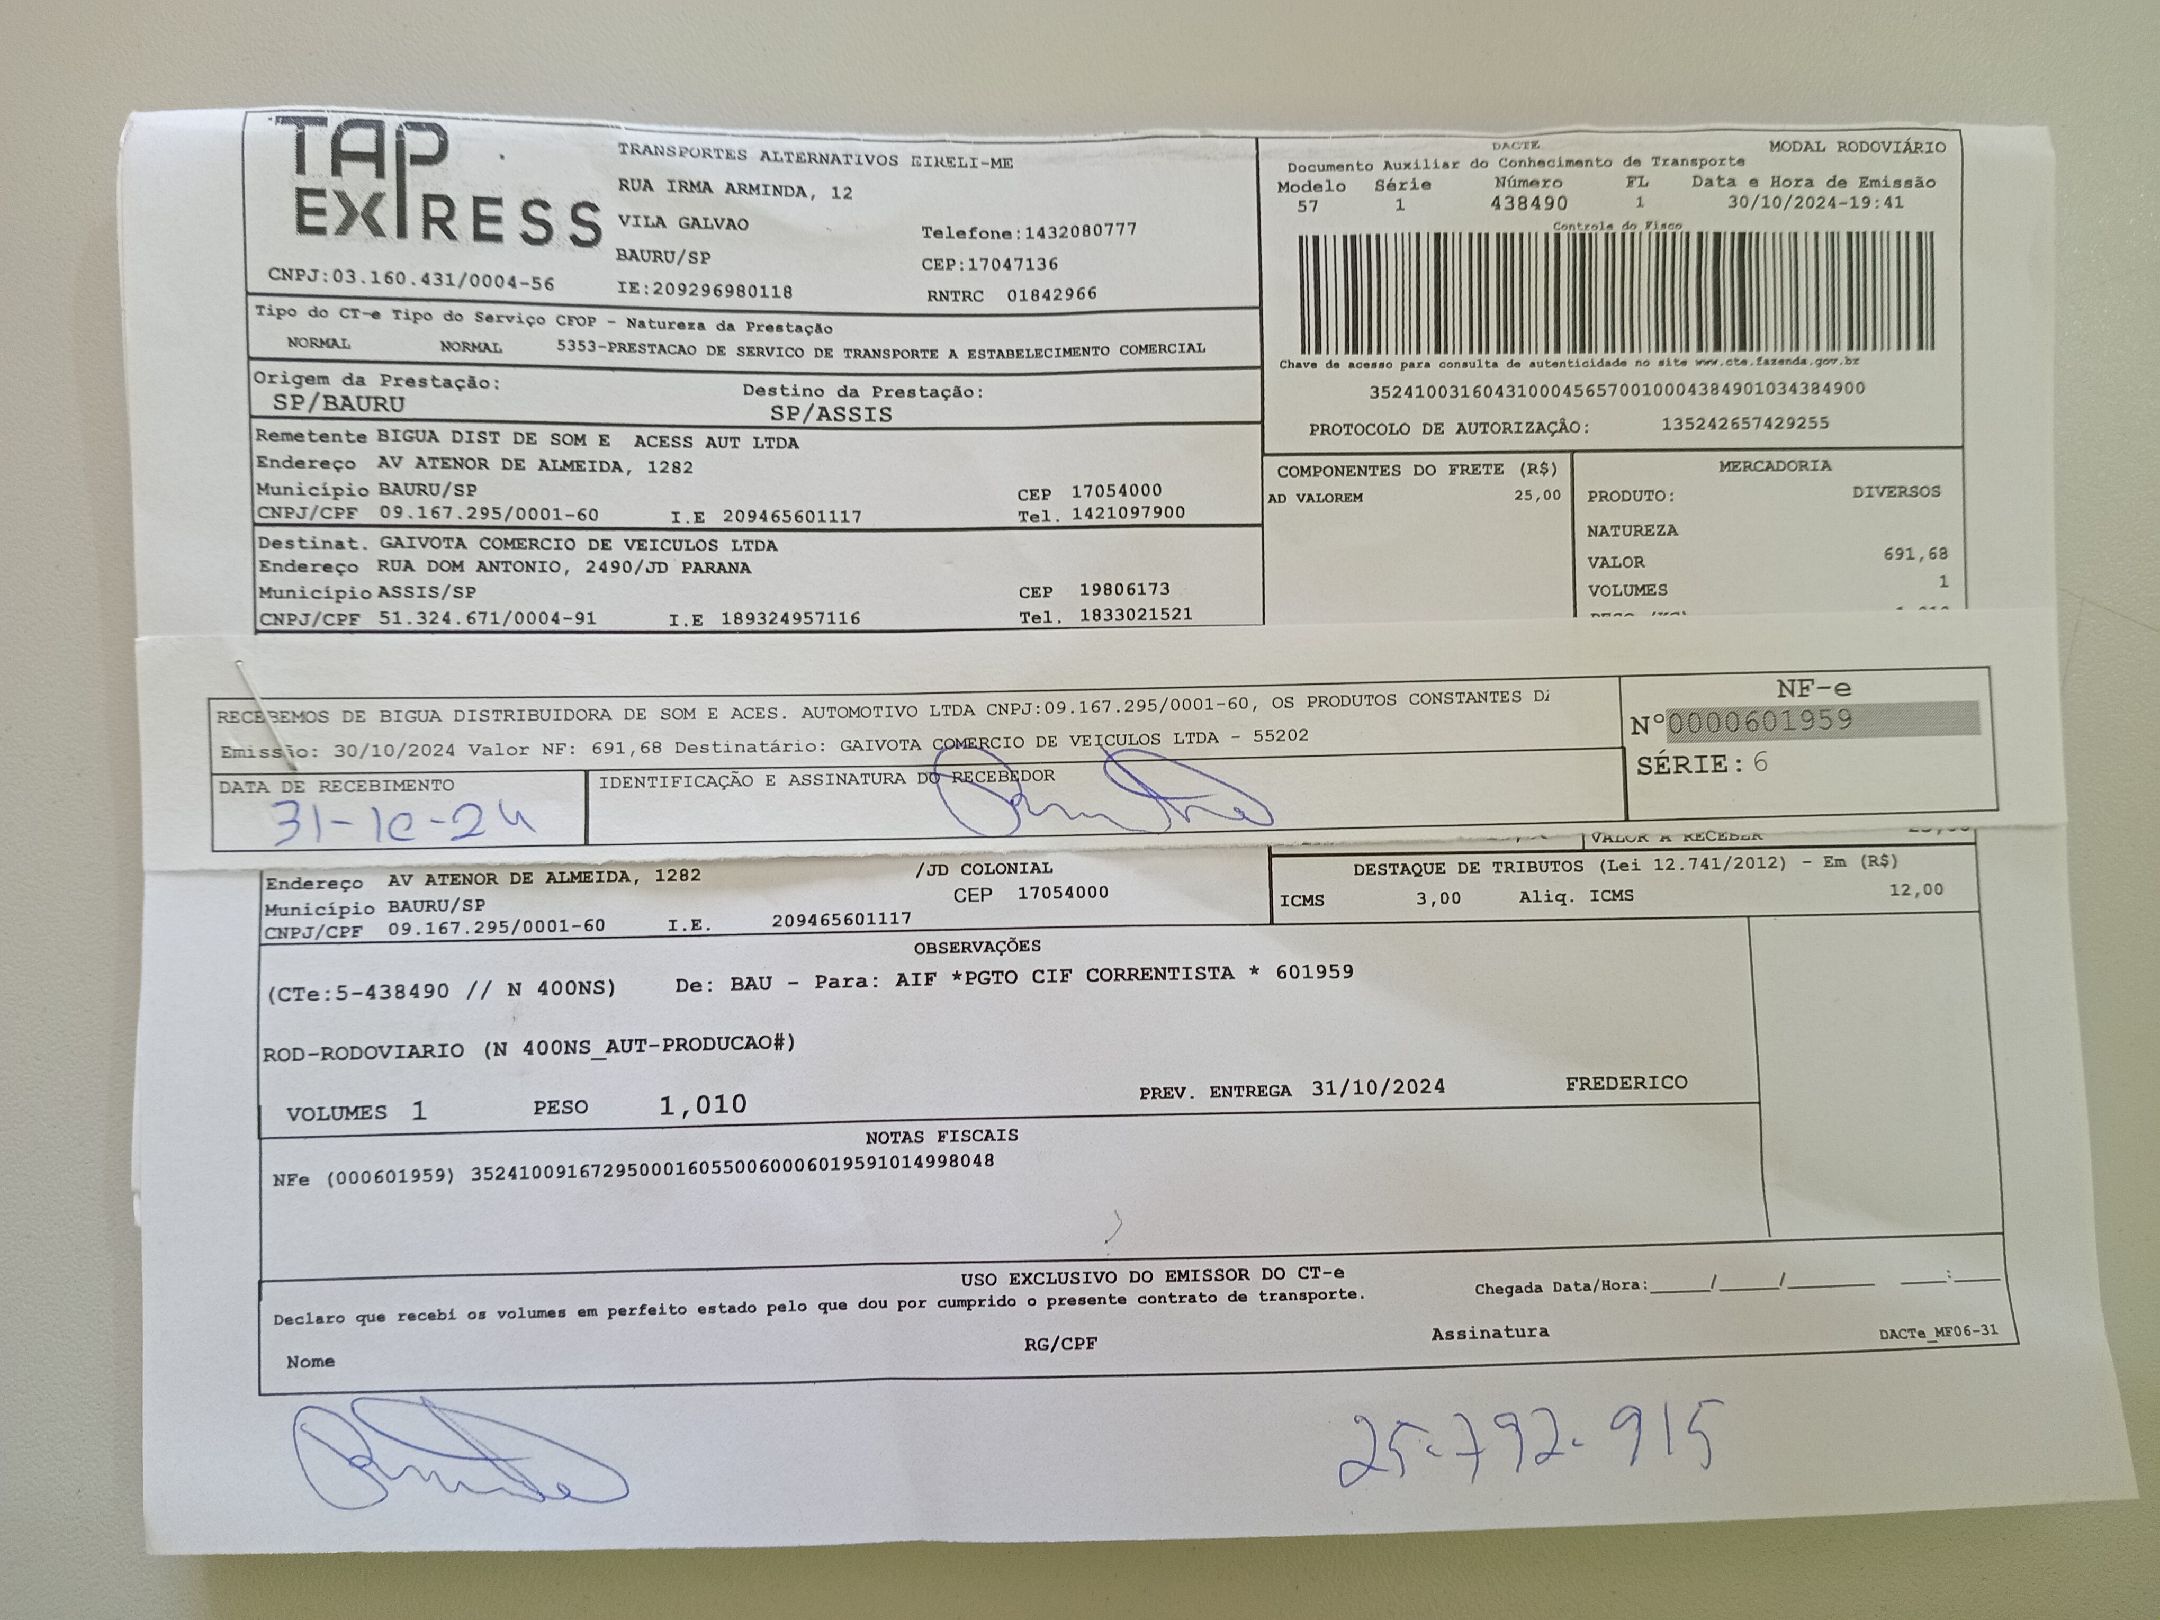 TAP EXPRESS
CNPJ:03.160.431/0004-56
TRANSPORTES ALTERNATIVOS EIRELI-ME
RUA IRMA ARMINDA, 12
VILA GALVAO
BAURU/SP
IE:209296980118
Telefone:1432080777
CEP:17047136
RNTRC 01842966
DACTE
MODAL RODOVIÁRIO
Documento Auxiliar do Conhecimento de Transporte
Modelo Série Número FL Data e Hora de Emissão
57 1 438490 1 30/10/2024-19:41
Controle do Fisco
Chave de acesso para consulta de autenticidade no site www.cte.fazenda.gov.br
35241003160431000456570010004384901034384900
PROTOCOLO DE AUTORIZAÇÃO: 135242657429255
Tipo do CT-e Tipo do Serviço CFOP - Natureza da Prestação
NORMAL NORMAL 5353-PRESTACAO DE SERVICO DE TRANSPORTE A ESTABELECIMENTO COMERCIAL
Origem da Prestação: Destino da Prestação:
SP/BAURU SP/ASSIS
Remetente BIGUA DIST DE SOM E ACESS AUT LTDA
Endereço AV ATENOR DE ALMEIDA, 1282
Município BAURU/SP CEP 17054000
CNPJ/CPF 09.167.295/0001-60 I.E 209465601117 Tel. 1421097900
Destinat. GAIVOTA COMERCIO DE VEICULOS LTDA
Endereço RUA DOM ANTONIO, 2490/JD PARANA
Município ASSIS/SP CEP 19806173
CNPJ/CPF 51.324.671/0004-91 I.E 189324957116 Tel. 1833021521
COMPONENTES DO FRETE (R$)
AD VALOREM 25,00
MERCADORIA
PRODUTO: DIVERSOS
NATUREZA
VALOR 691,68
VOLUMES 1
RECEBEMOS DE BIGUA DISTRIBUIDORA DE SOM E ACES. AUTOMOTIVO LTDA CNPJ:09.167.295/0001-60, OS PRODUTOS CONSTANTES
Emissão: 30/10/2024 Valor NF: 691,68 Destinatário: GAIVOTA COMERCIO DE VEICULOS LTDA - 55202
DATA DE RECEBIMENTO IDENTIFICAÇÃO E ASSINATURA DO RECEBEDOR
31-10-24
NF-e
N°0000601959
SÉRIE: 6
VALOR A RECEBER
Endereço AV ATENOR DE ALMEIDA, 1282 /JD COLONIAL
Município BAURU/SP CEP 17054000
CNPJ/CPF 09.167.295/0001-60 I.E. 209465601117
DESTAQUE DE TRIBUTOS (Lei 12.741/2012) - Em (R$)
ICMS 3,00 Aliq. ICMS 12,00
OBSERVAÇÕES
(CTe:5-438490 // N 400NS) De: BAU - Para: AIF *PGTO CIF CORRENTISTA * 601959
ROD-RODOVIARIO (N 400NS_AUT-PRODUCAO#)
VOLUMES 1 PESO 1,010 PREV. ENTREGA 31/10/2024 FREDERICO
NOTAS FISCAIS
NFe (000601959) 35241009167295000160550060006019591014998048
USO EXCLUSIVO DO EMISSOR DO CT-e
Declaro que recebi os volumes em perfeito estado pelo que dou por cumprido o presente contrato de transporte.
Chegada Data/Hora:____/____/______ ___:___
Nome RG/CPF Assinatura DACTe_MF06-31
25.792.915